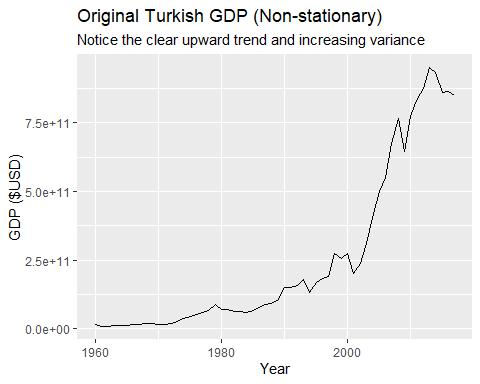 Original Turkish GDP (Non-stationary)
Notice the clear upward trend and increasing variance
7.5e+11
5.0e+11
2.5e+11
0.0e+00
GDP ($USD)
1960
1980
2000
Year